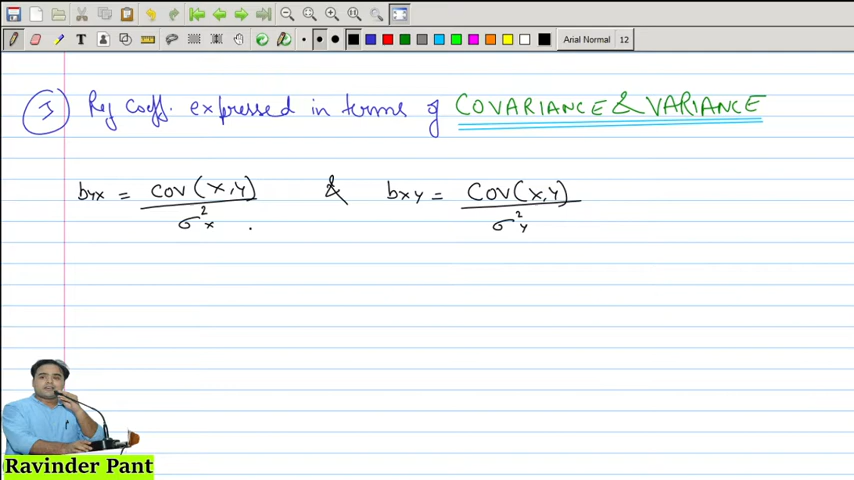 Arial Normal 12
I Reg Coeff. expressed in terms of COVARIANCE & VARIANCE
byx = COV(X,Y) / σ²x & bxy = COV(X,Y) / σ²y
Ravinder Pant